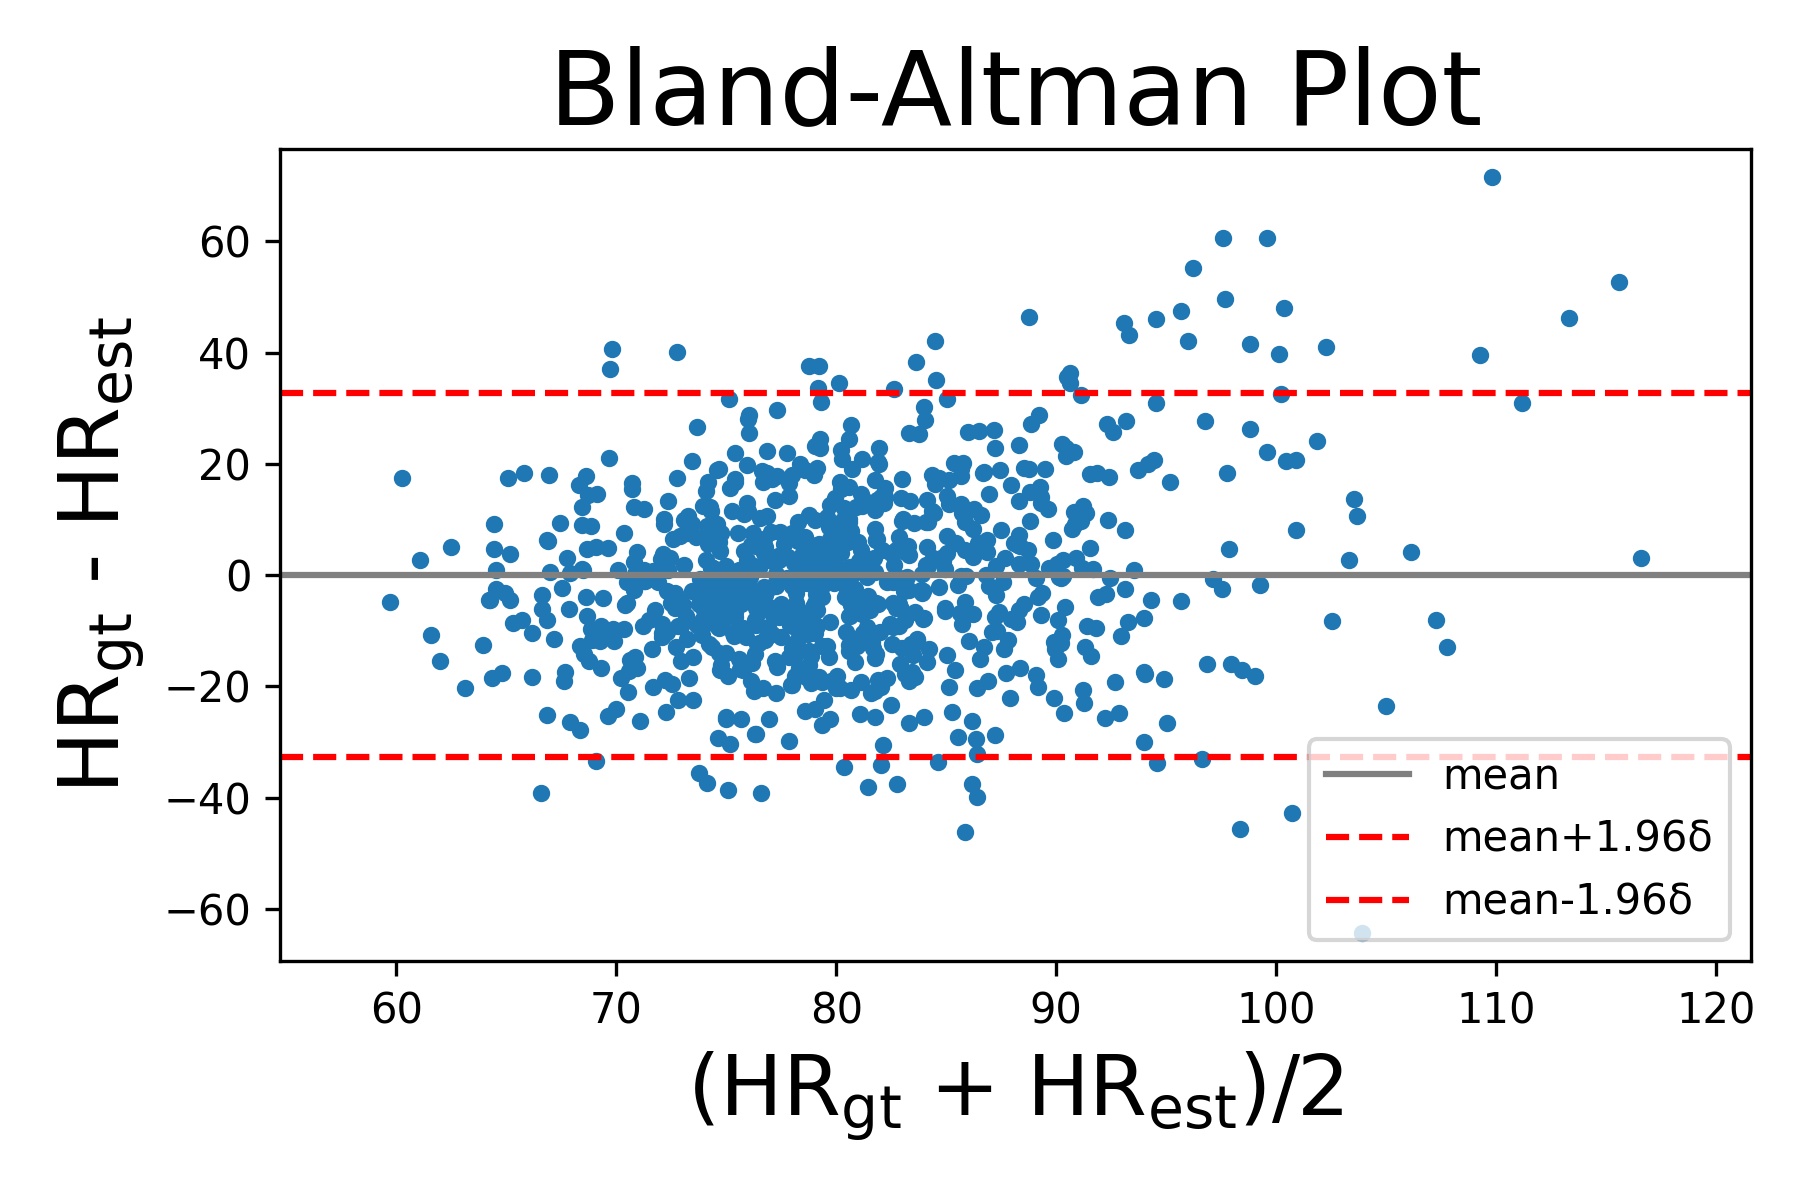 Bland-Altman Plot
HRgt - HRest
60
40
20
0
−20
−40
−60
mean
mean+1.96δ
mean-1.96δ
60 70 80 90 100 110 120
(HRgt + HRest)/2